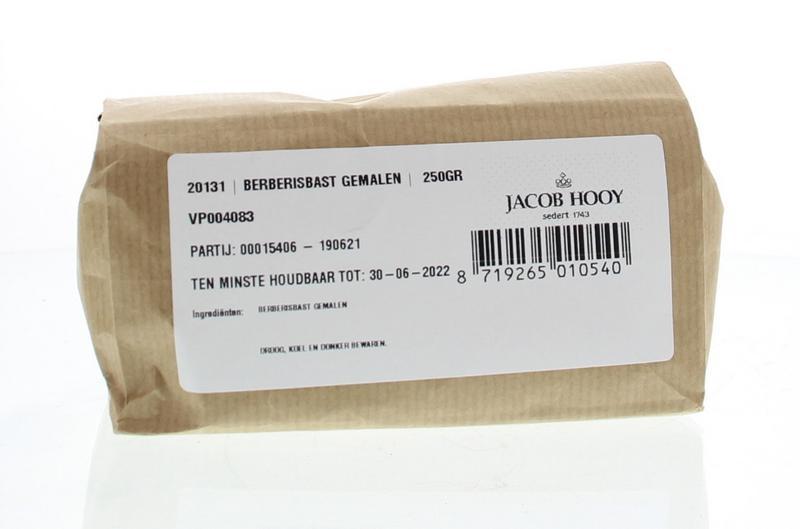 20131 | BERBERISBAST GEMALEN | 250GR
VP004083
PARTIJ: 00015406 – 190621
TEN MINSTE HOUDBAAR TOT: 30-06-2022
Ingrediënten: BERBERISBAST GEMALEN
DROOG, KOEL EN DONKER BEWAREN.
JACOB HOOY
sedert 1743
8 719265 010540